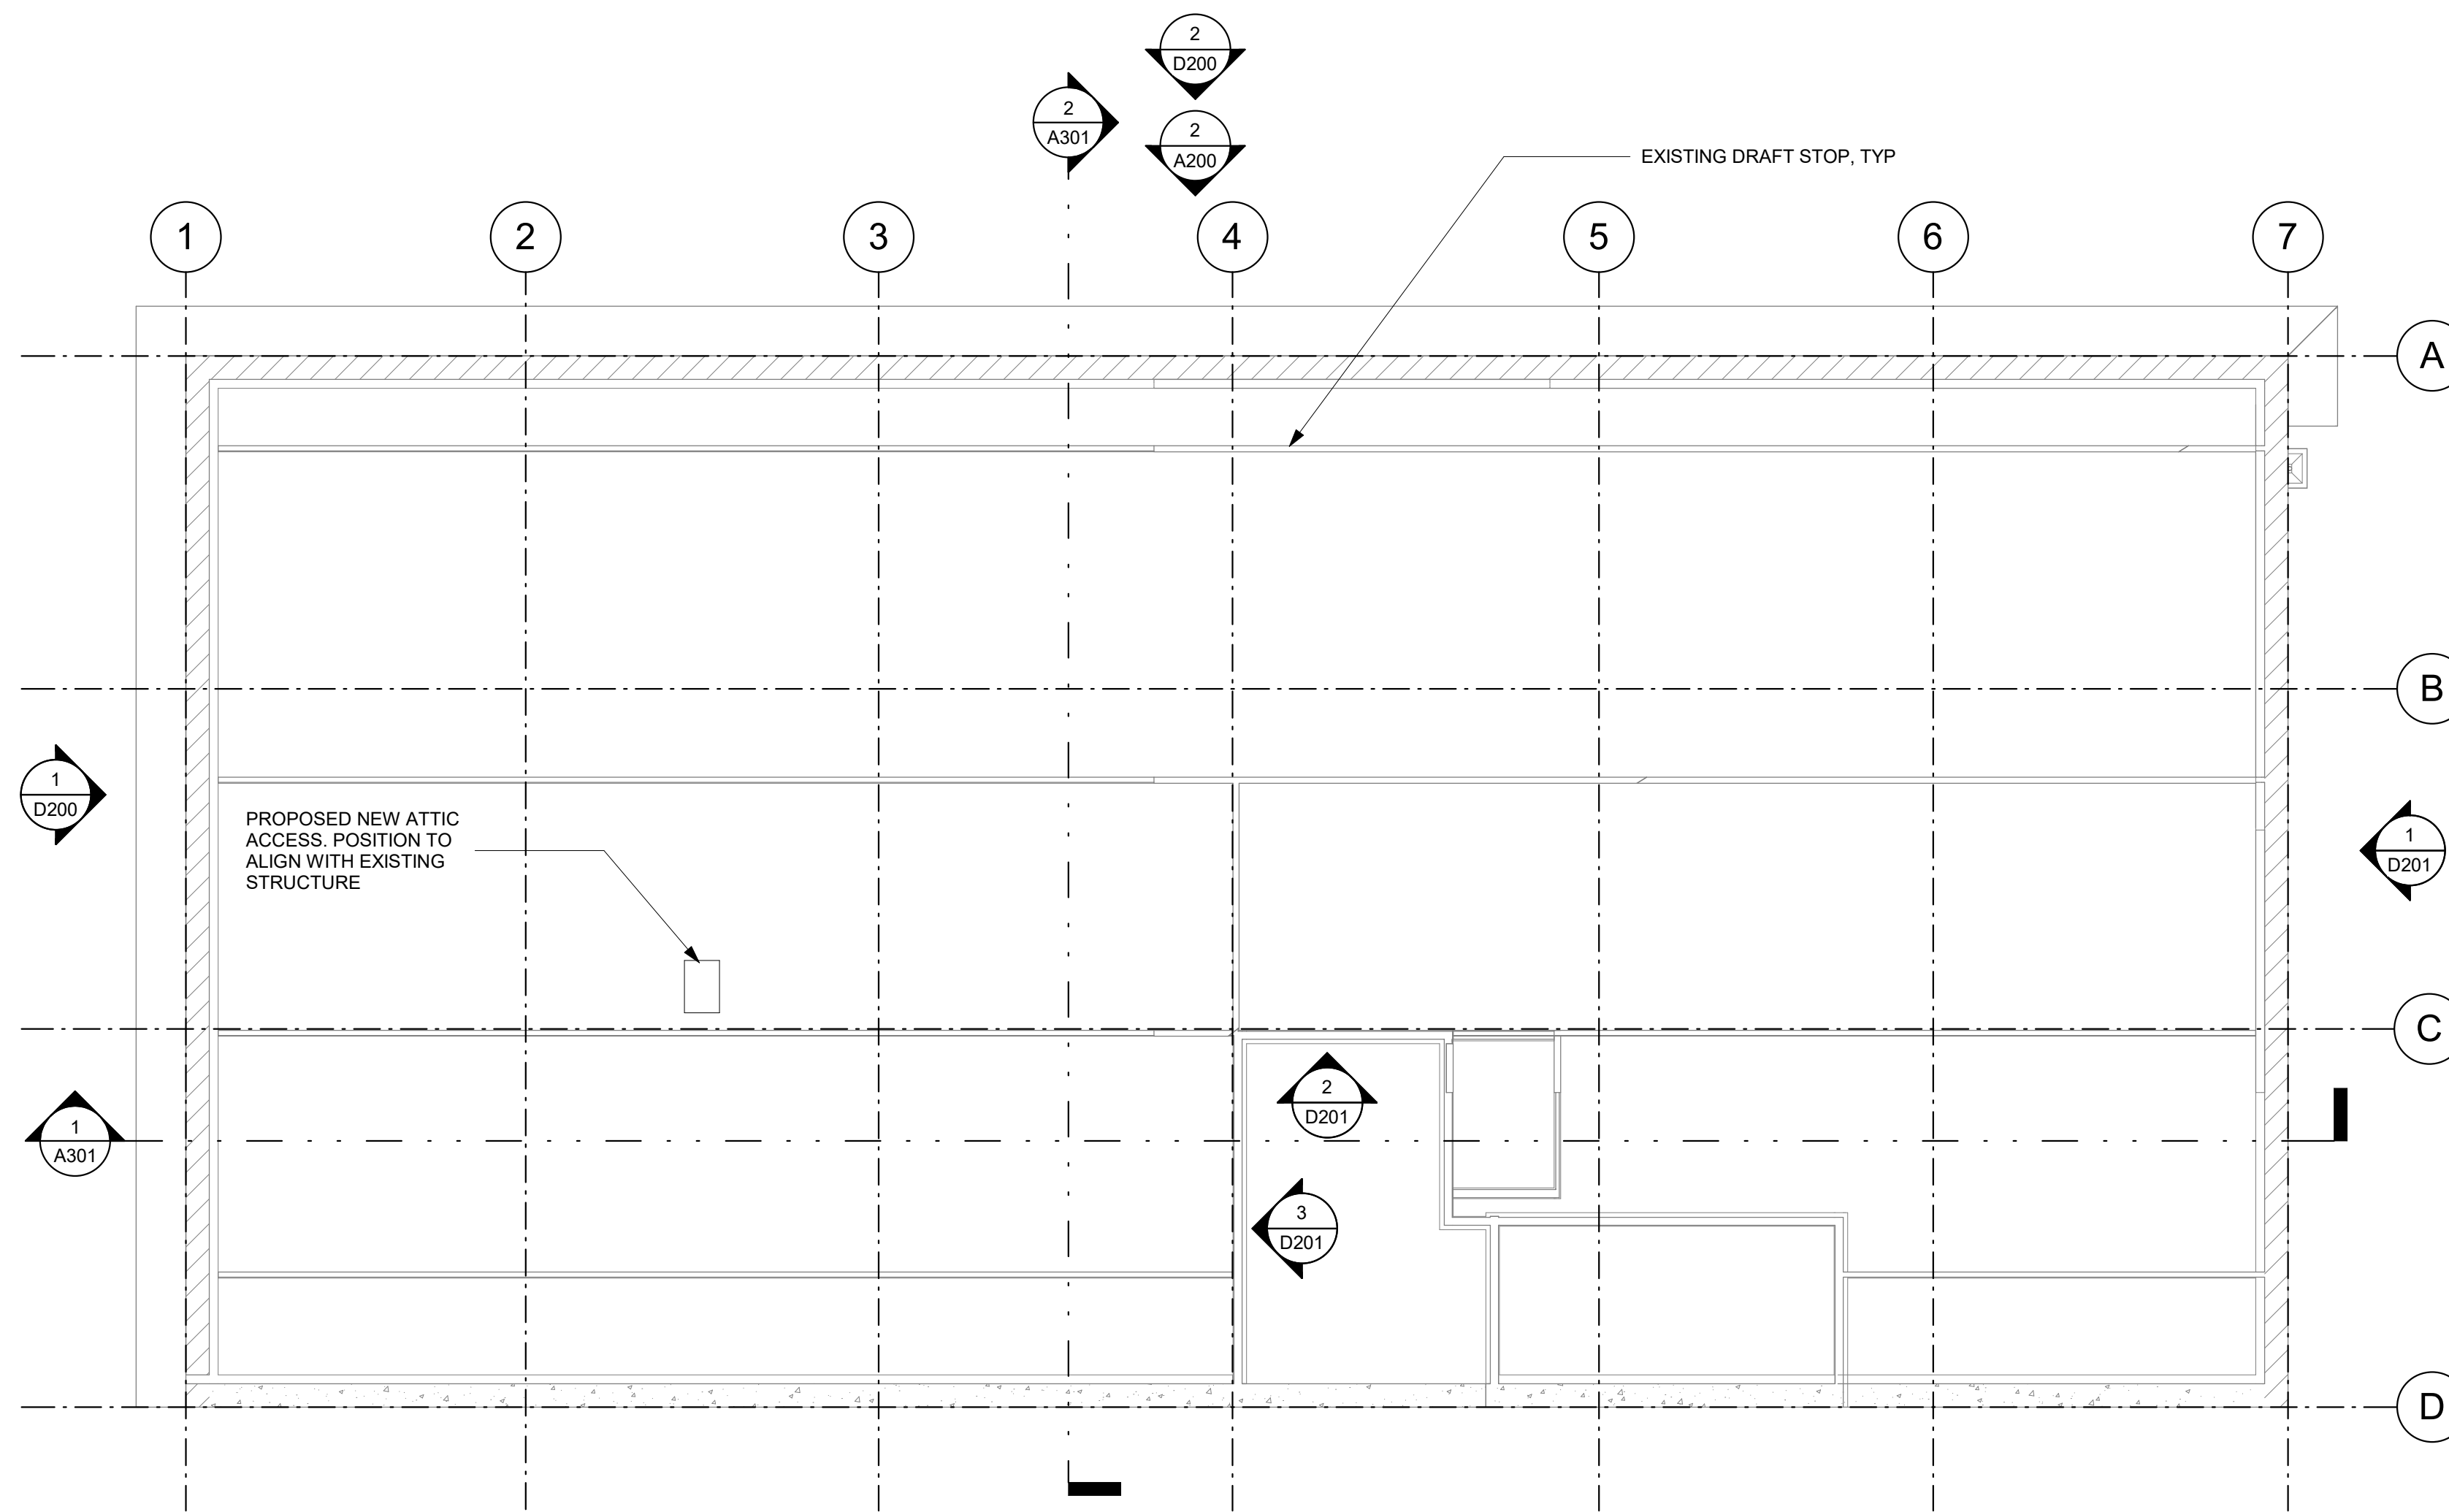 2
D200
2
A301
2
A200
EXISTING DRAFT STOP, TYP
1
2
3
4
5
6
7
A
B
1
D200
PROPOSED NEW ATTIC
ACCESS. POSITION TO
ALIGN WITH EXISTING
STRUCTURE
1
D201
C
2
D201
1
A301
3
D201
D